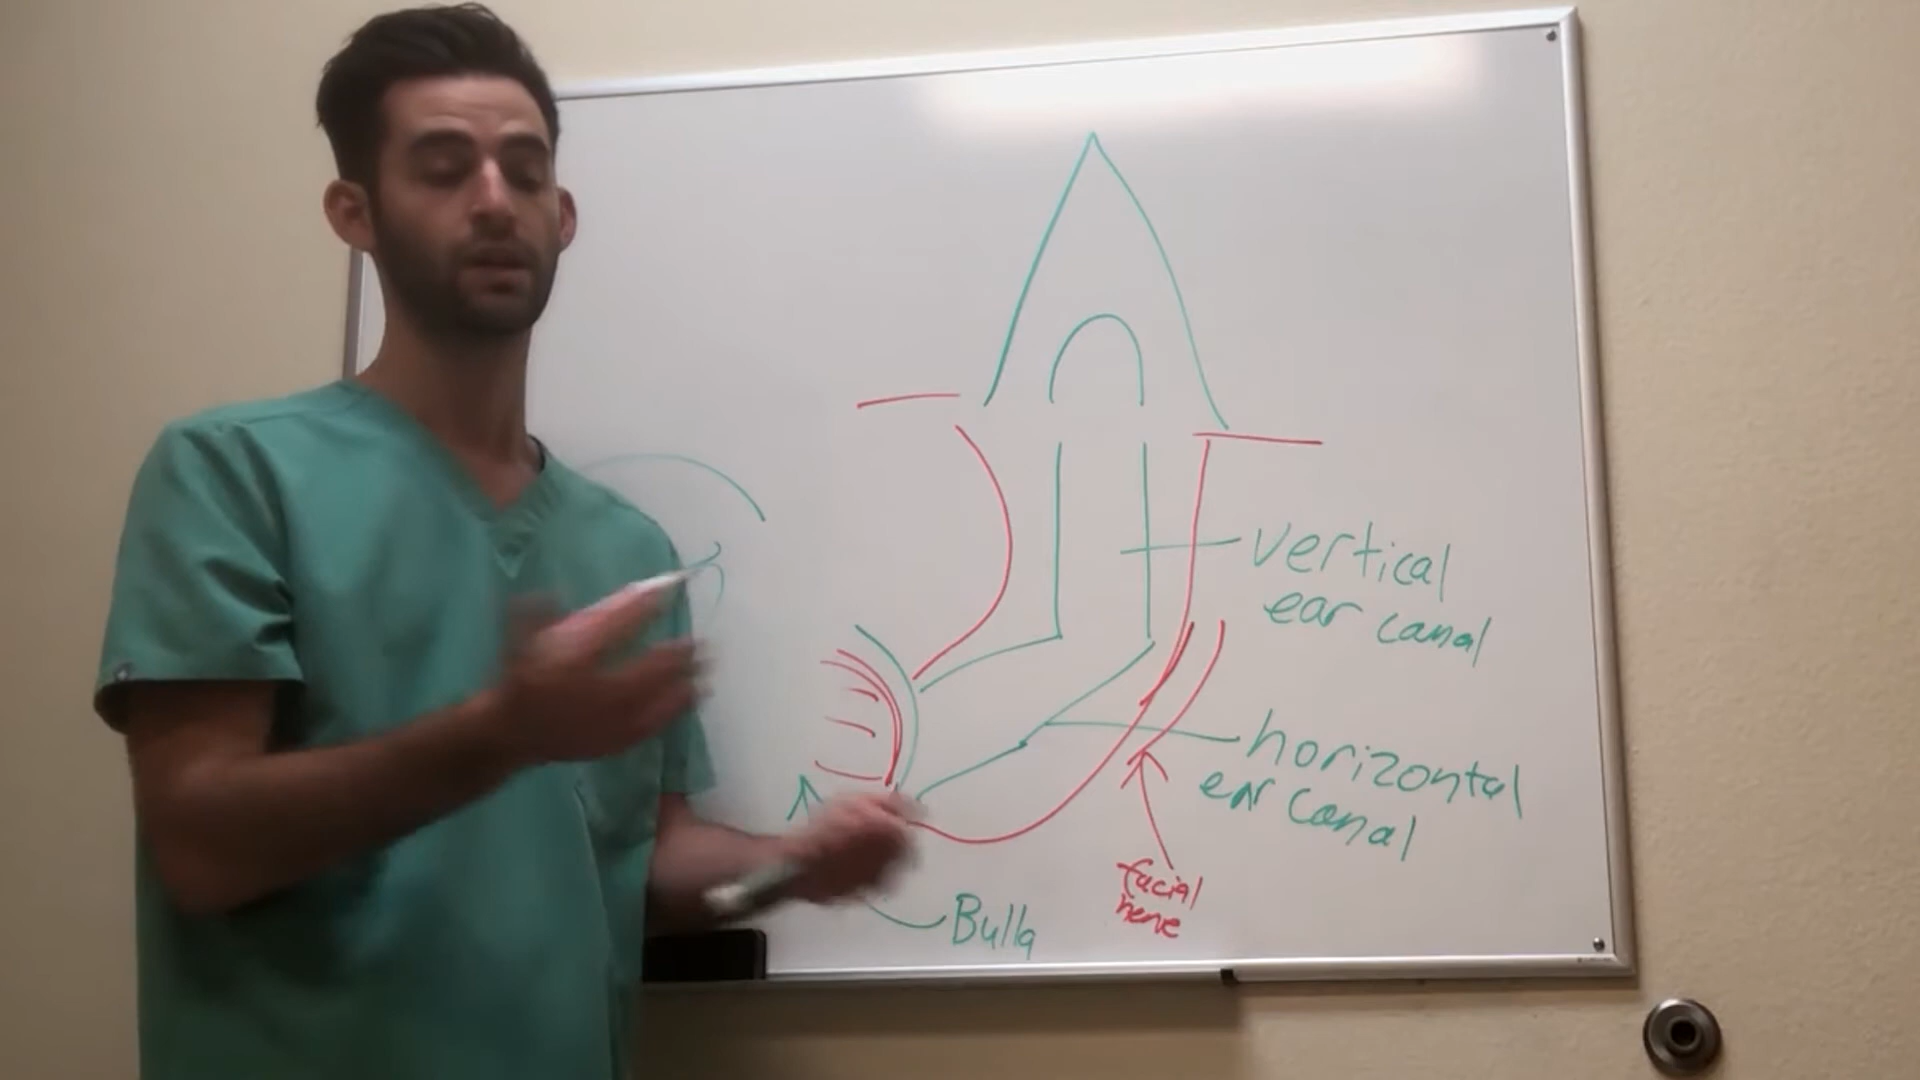 vertical
ear canal
horizontal
ear canal
facial
nerve
Bulla